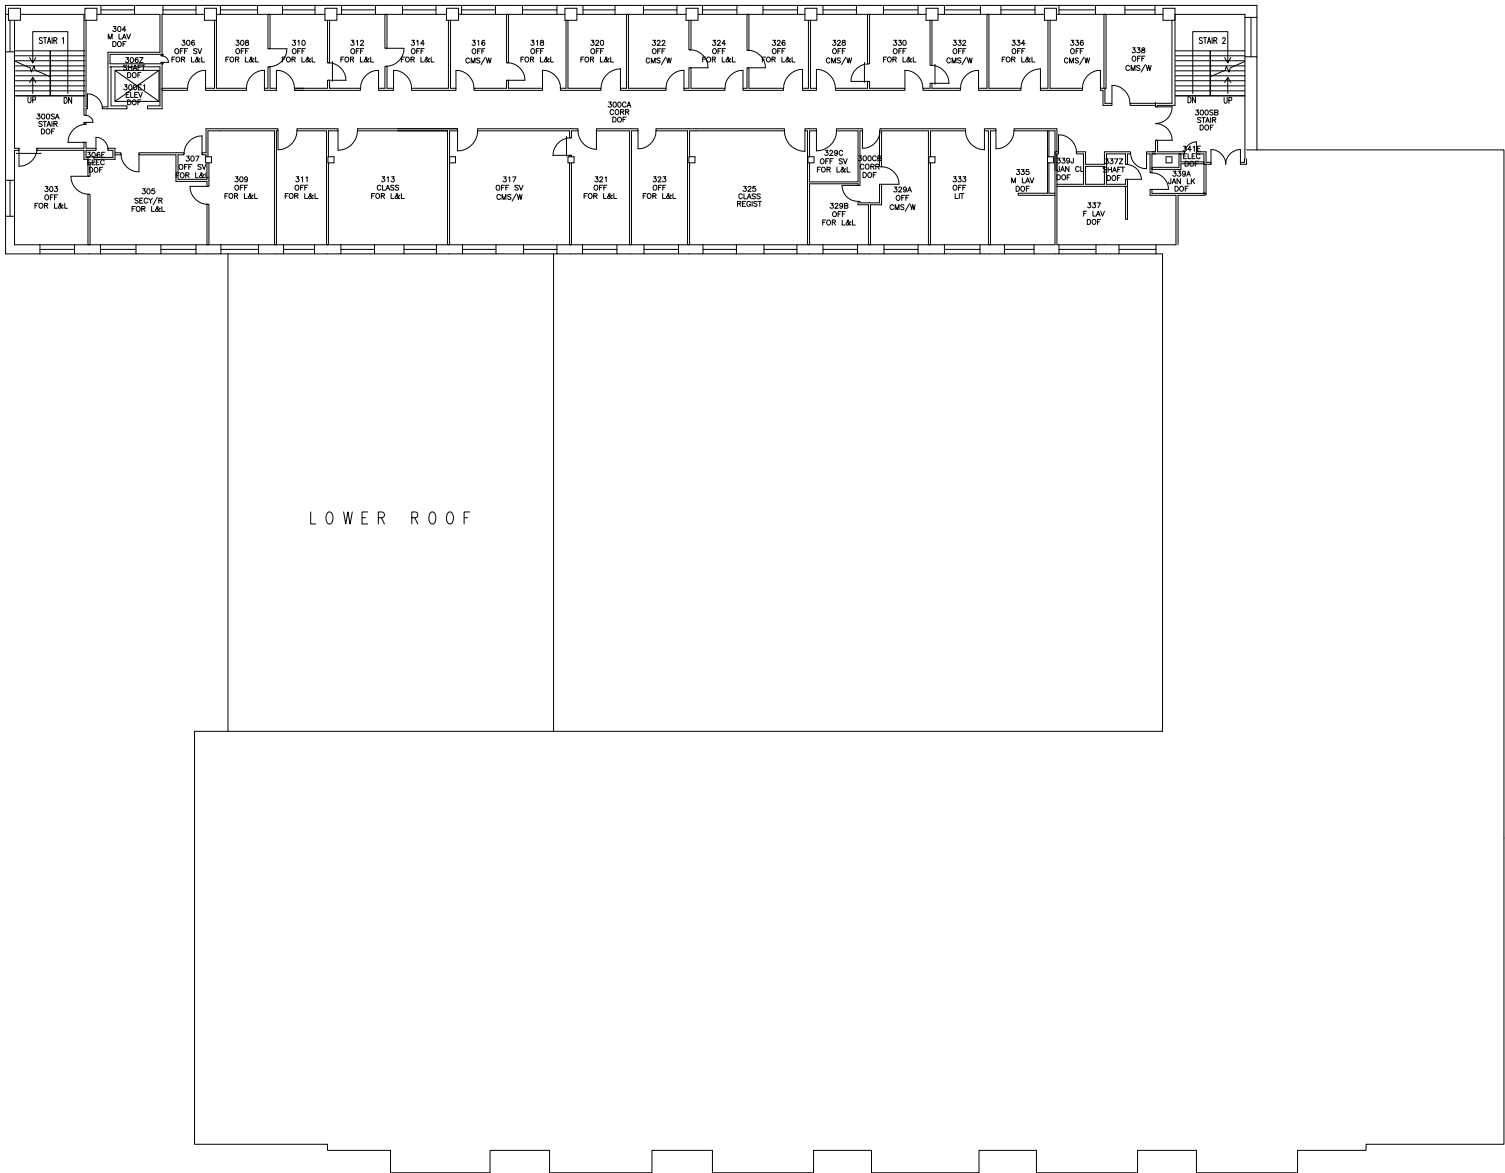 STAIR 1
UP
DN
300SA
STAIR
DOF
304
M LAV
DOF
306Z
SHAFT
DOF
306E1
ELEV
DOF
306
OFF SV
FOR L&L
308
OFF
FOR L&L
310
OFF
FOR L&L
312
OFF
FOR L&L
314
OFF
FOR L&L
316
OFF
CMS/W
318
OFF
FOR L&L
320
OFF
FOR L&L
322
OFF
CMS/W
324
OFF
FOR L&L
326
OFF
FOR L&L
328
OFF
CMS/W
330
OFF
FOR L&L
332
OFF
CMS/W
334
OFF
FOR L&L
336
OFF
CMS/W
338
OFF
CMS/W
STAIR 2
DN
UP
300SB
STAIR
DOF
300CA
CORR
DOF
303
OFF
FOR L&L
306F
ELEC
DOF
305
SECY/R
FOR L&L
307
OFF SV
FOR L&L
309
OFF
FOR L&L
311
OFF
FOR L&L
313
CLASS
FOR L&L
317
OFF SV
CMS/W
321
OFF
FOR L&L
323
OFF
FOR L&L
325
CLASS
REGIST
329C
OFF SV
FOR L&L
329B
OFF
FOR L&L
300CB
CORR
DOF
329A
OFF
CMS/W
333
OFF
LIT
335
M LAV
DOF
339J
JAN CL
DOF
337Z
SHAFT
DOF
337
F LAV
DOF
341E
ELEC
DOF
339A
JAN LK
DOF
LOWER ROOF